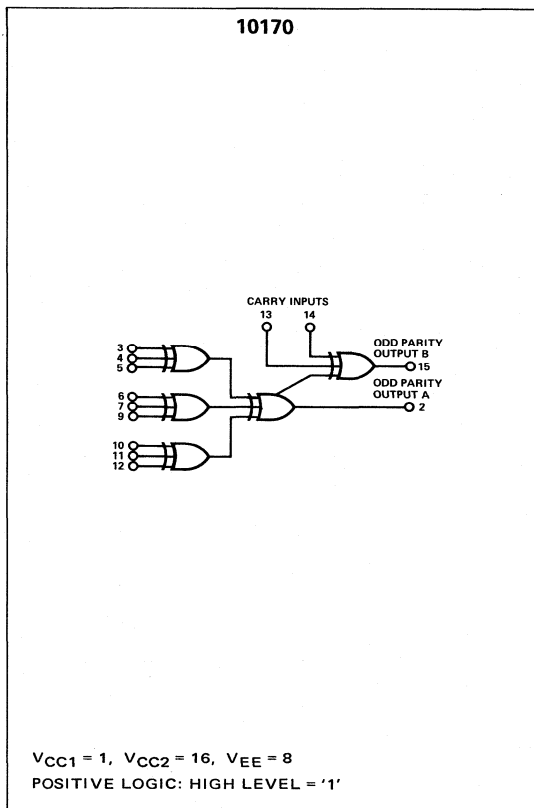 10170
CARRY INPUTS
13 14
3
4
5
6
7
9
10
11
12
ODD PARITY
OUTPUT B
15
ODD PARITY
OUTPUT A
2
VCC1 = 1, VCC2 = 16, VEE = 8
POSITIVE LOGIC: HIGH LEVEL = '1'